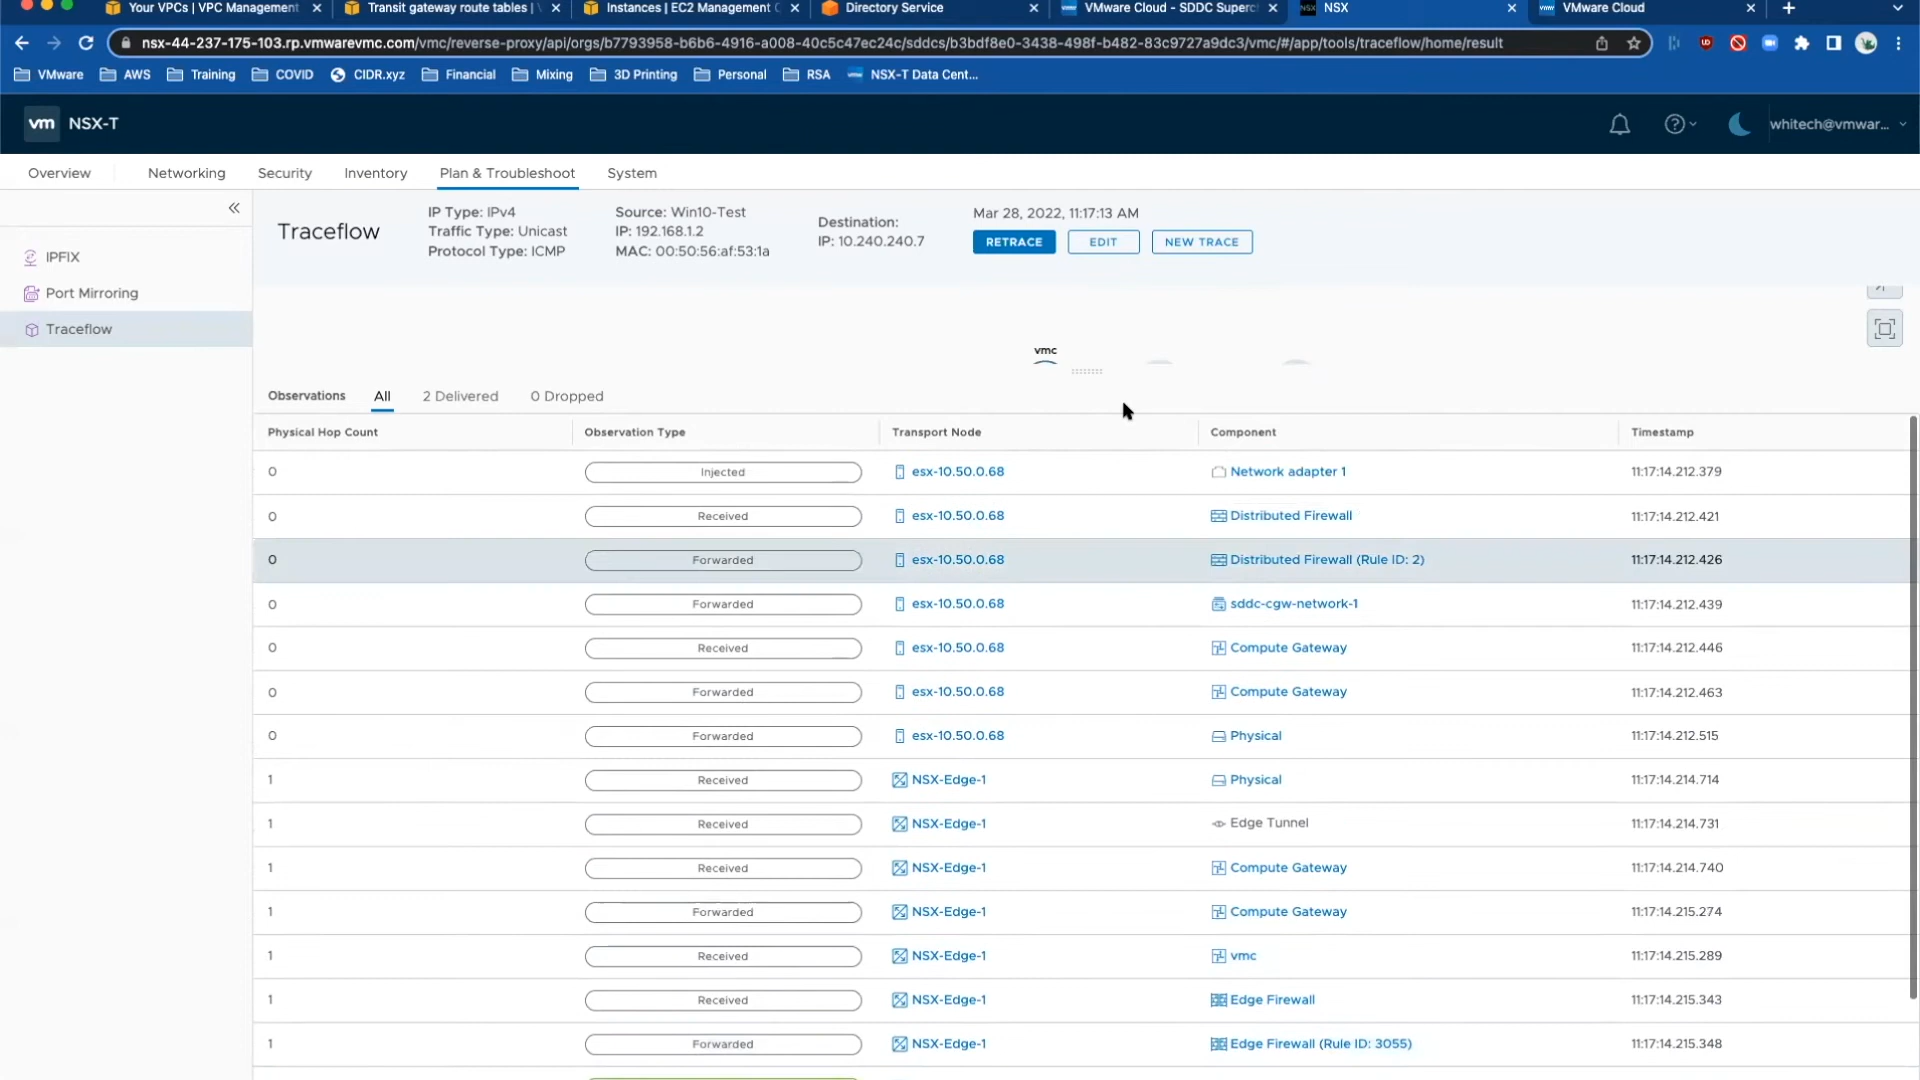 Your VPCs | VPC Management
Transit gateway route tables |
Instances | EC2 Management
Directory Service
VMware Cloud - SDDC Superc
NSX
VMware Cloud
nsx-44-237-175-103.rp.vmwarevmc.com/vmc/reverse-proxy/api/orgs/b7793958-b6b6-4916-a008-40c5c47ec24c/sddcs/b3bdf8e0-3438-498f-b482-83c9727a9dc3/vmc/#/app/tools/traceflow/home/result
VMware AWS Training COVID CIDR.xyz Financial Mixing 3D Printing Personal RSA NSX-T Data Cent...
vm NSX-T
whitech@vmwar...
Overview Networking Security Inventory Plan & Troubleshoot System
IPFIX
Port Mirroring
Traceflow
Traceflow
IP Type: IPv4
Traffic Type: Unicast
Protocol Type: ICMP
Source: Win10-Test
IP: 192.168.1.2
MAC: 00:50:56:af:53:1a
Destination:
IP: 10.240.240.7
Mar 28, 2022, 11:17:13 AM
RETRACE EDIT NEW TRACE
vmc
Observations All 2 Delivered 0 Dropped
Physical Hop Count Observation Type Transport Node Component Timestamp
0 Injected esx-10.50.0.68 Network adapter 1 11:17:14.212.379
0 Received esx-10.50.0.68 Distributed Firewall 11:17:14.212.421
0 Forwarded esx-10.50.0.68 Distributed Firewall (Rule ID: 2) 11:17:14.212.426
0 Forwarded esx-10.50.0.68 sddc-cgw-network-1 11:17:14.212.439
0 Received esx-10.50.0.68 Compute Gateway 11:17:14.212.446
0 Forwarded esx-10.50.0.68 Compute Gateway 11:17:14.212.463
0 Forwarded esx-10.50.0.68 Physical 11:17:14.212.515
1 Received NSX-Edge-1 Physical 11:17:14.214.714
1 Received NSX-Edge-1 Edge Tunnel 11:17:14.214.731
1 Received NSX-Edge-1 Compute Gateway 11:17:14.214.740
1 Forwarded NSX-Edge-1 Compute Gateway 11:17:14.215.274
1 Received NSX-Edge-1 vmc 11:17:14.215.289
1 Received NSX-Edge-1 Edge Firewall 11:17:14.215.343
1 Forwarded NSX-Edge-1 Edge Firewall (Rule ID: 3055) 11:17:14.215.348